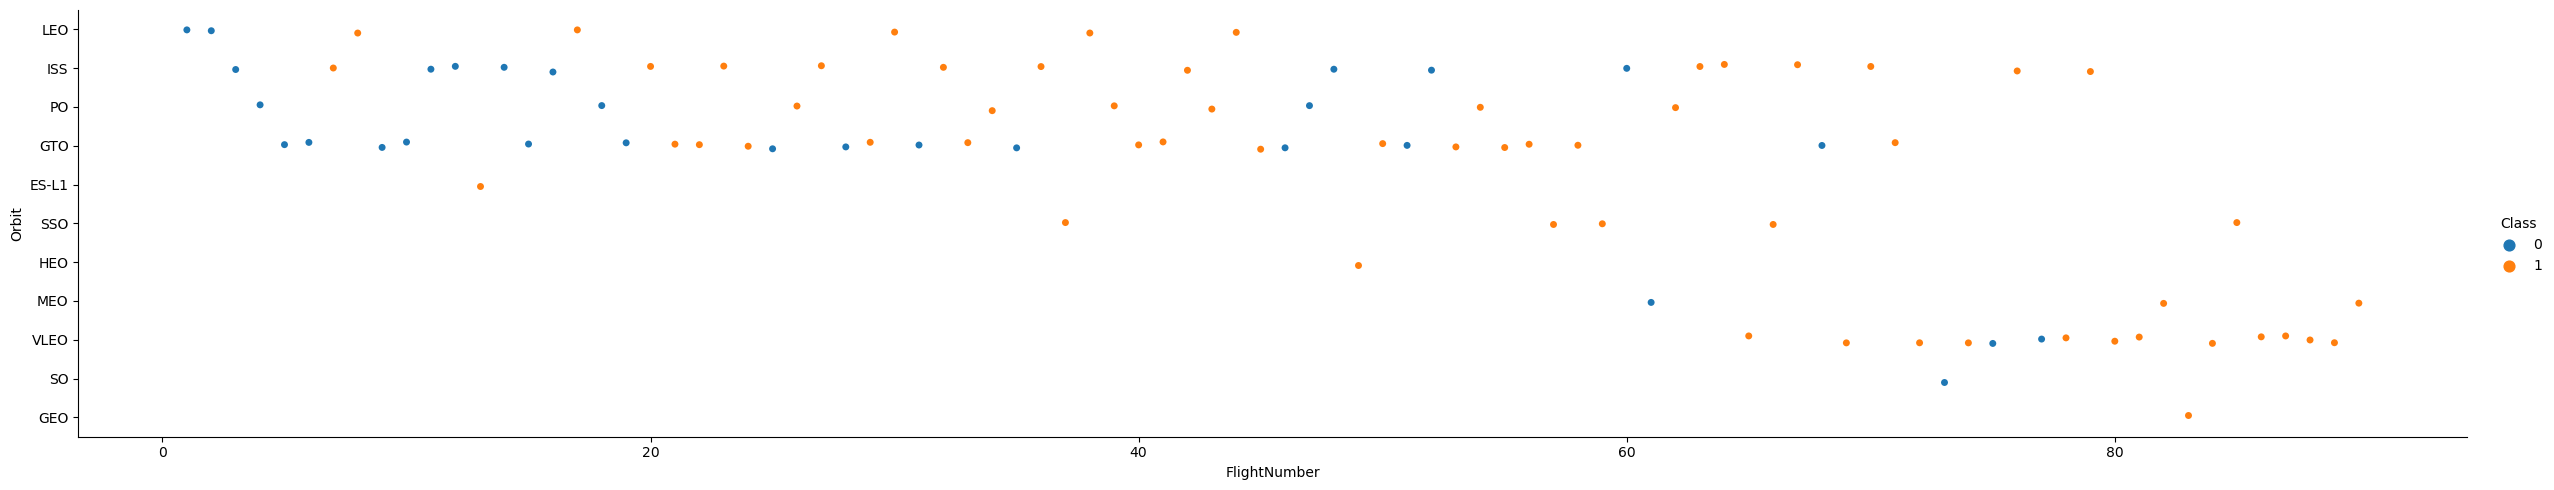 LEO
ISS
PO
GTO
ES-L1
SSO
HEO
MEO
VLEO
SO
GEO
Orbit
0 20 40 60 80
FlightNumber
Class
0
1